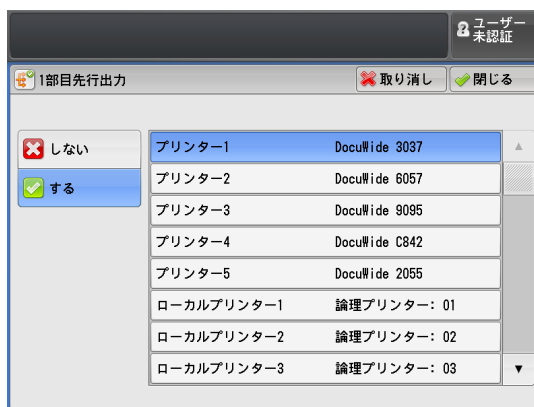 ユーザー
未認証
1部目先行出力
取り消し
閉じる
しない
する
プリンター1 DocuWide 3037
プリンター2 DocuWide 6057
プリンター3 DocuWide 9095
プリンター4 DocuWide C842
プリンター5 DocuWide 2055
ローカルプリンター1 論理プリンター: 01
ローカルプリンター2 論理プリンター: 02
ローカルプリンター3 論理プリンター: 03